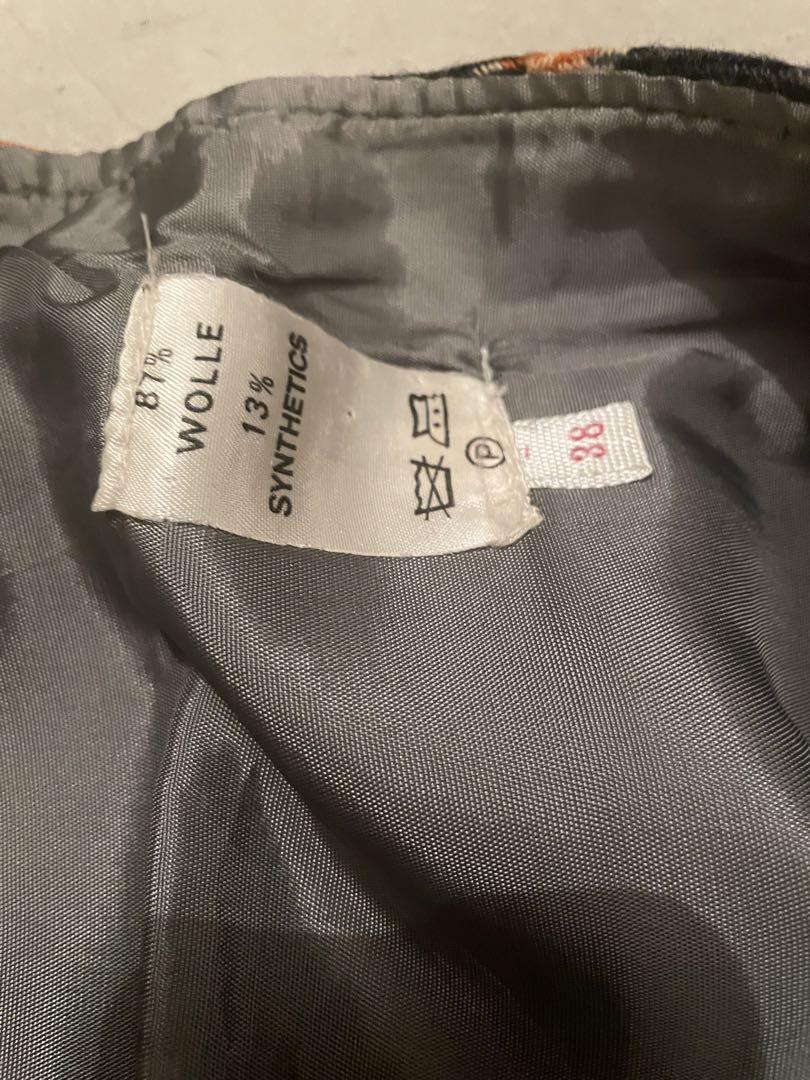 87%
WOLLE
13%
SYNTHETICS
P
38